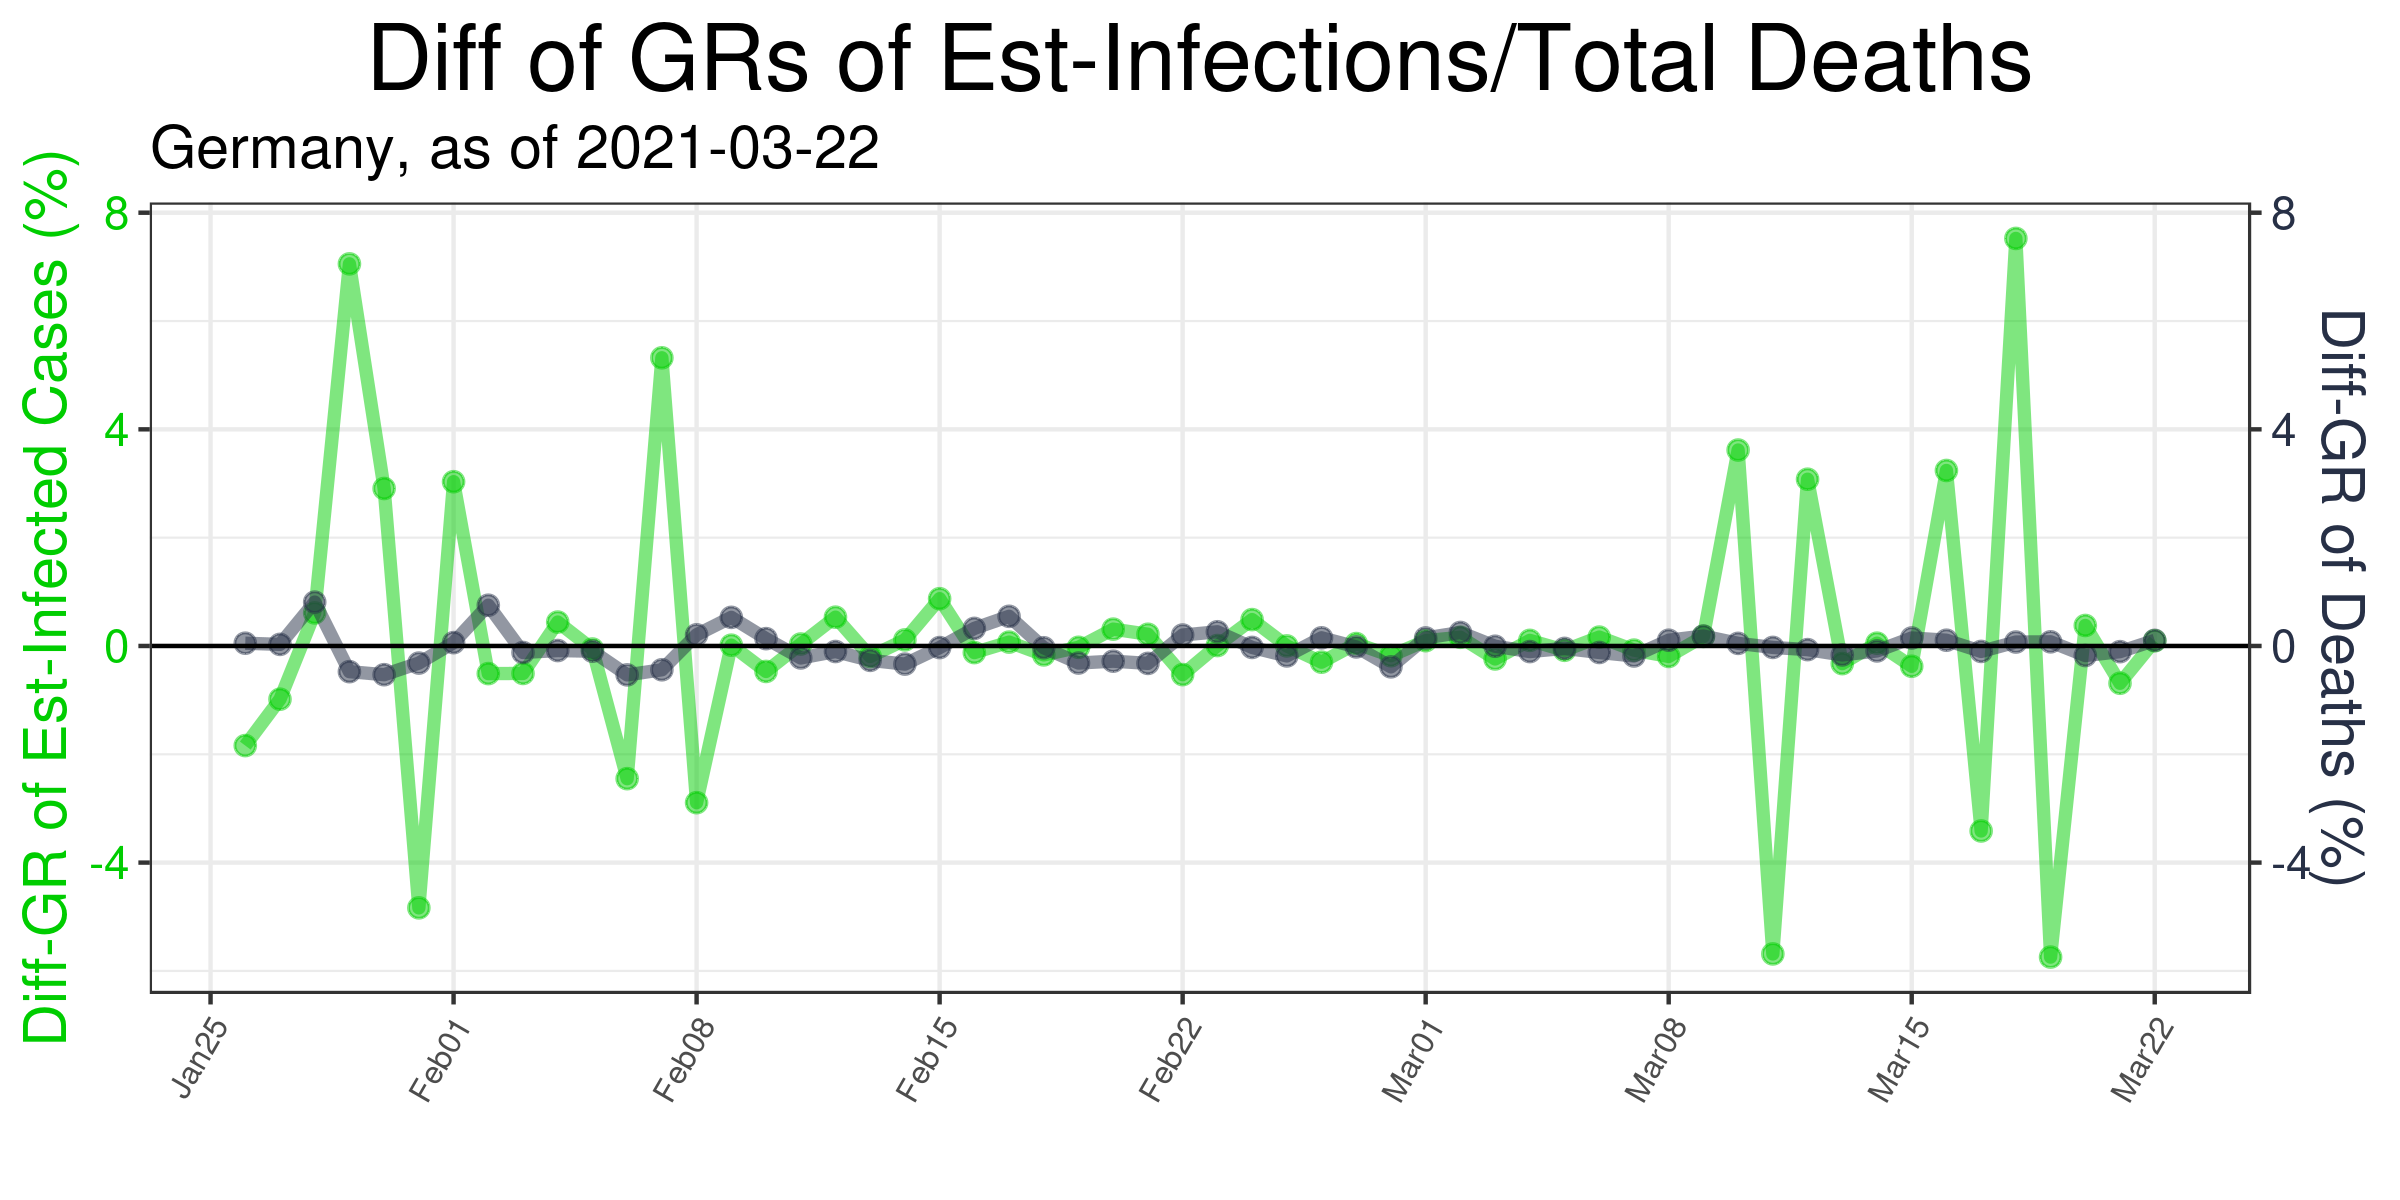 Diff of GRs of Est-Infections/Total Deaths
Germany, as of 2021-03-22
Diff-GR of Est-Infected Cases (%)
8
4
0
-4
8
4
0
-4
Diff-GR of Deaths (%)
Jan25
Feb01
Feb08
Feb15
Feb22
Mar01
Mar08
Mar15
Mar22